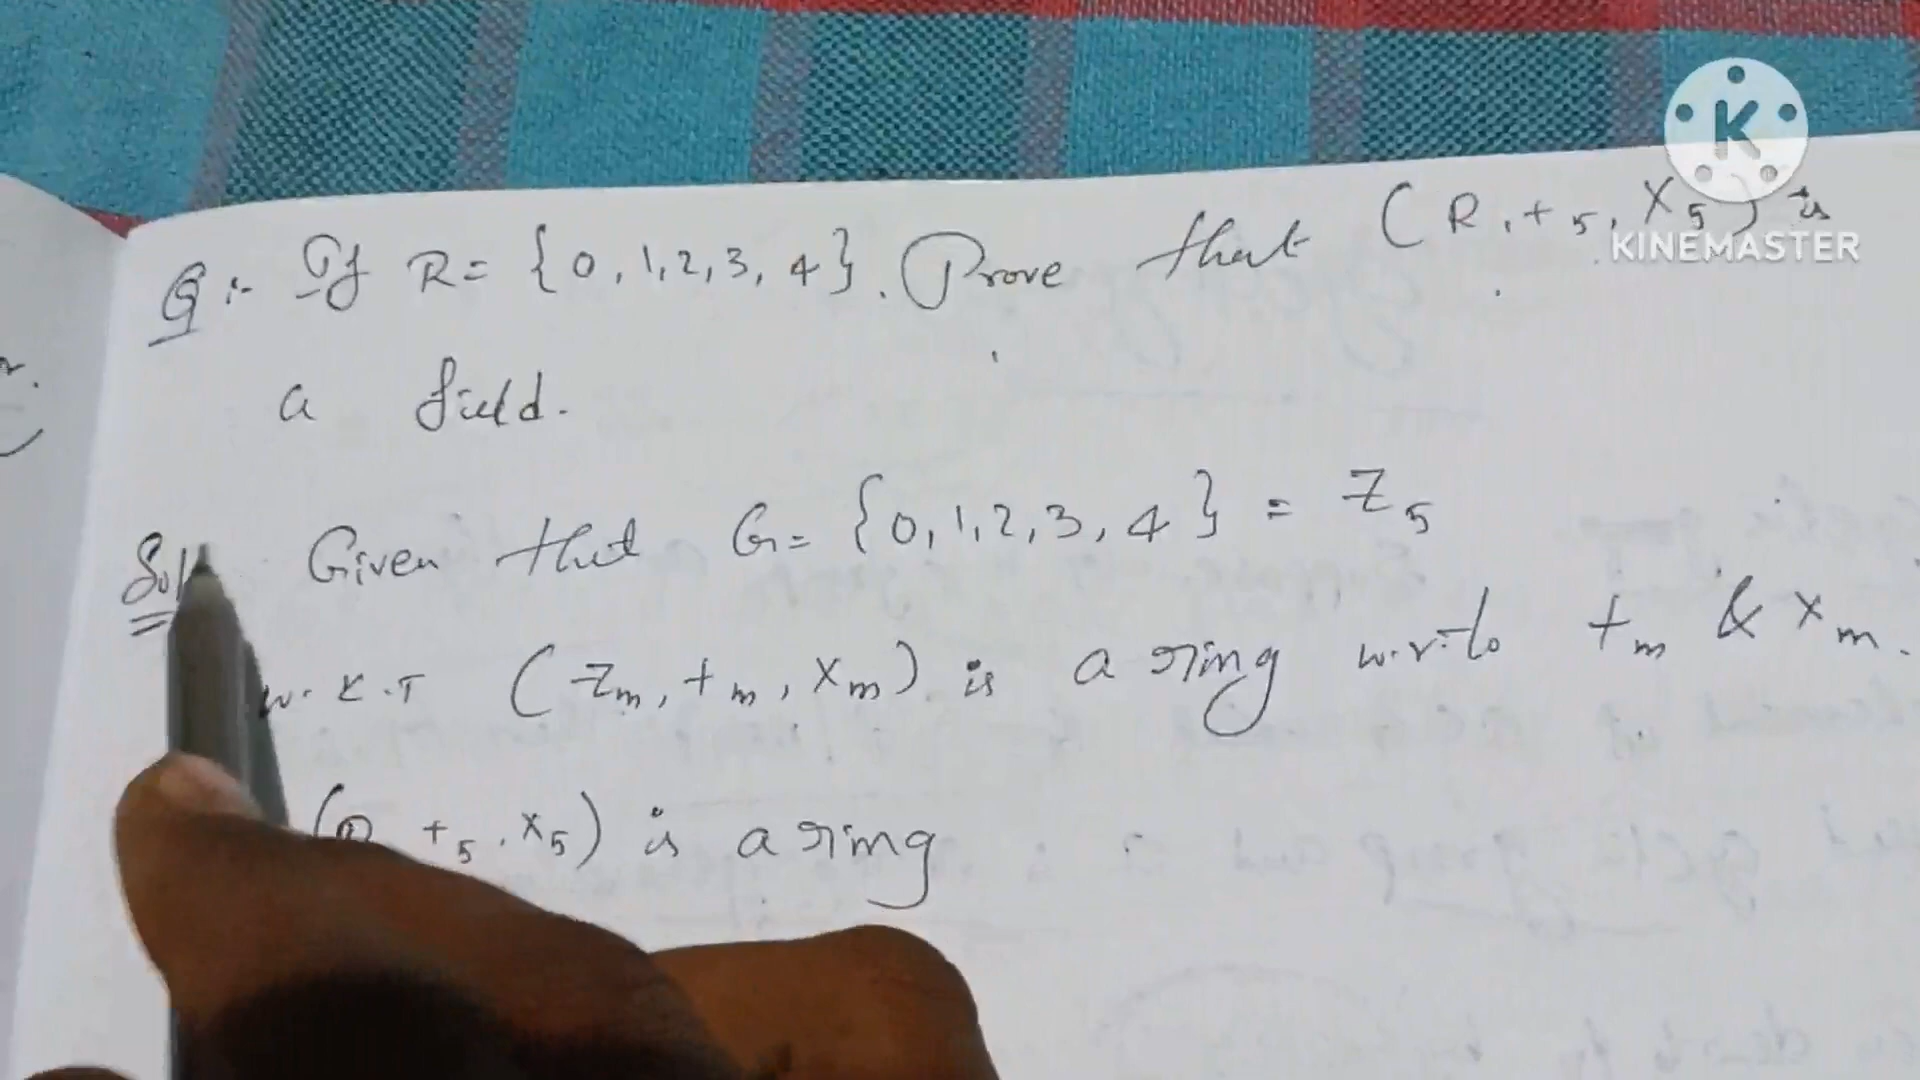 Q:- If R = {0, 1, 2, 3, 4}. Prove that (R, +5, X5) is
a field.
Soln Given that G = {0, 1, 2, 3, 4} = Z5
W.K.T (Zm, +m, Xm) is a ring w.r.to +m & Xm.
+5, X5) is a ring
K
KINEMASTER